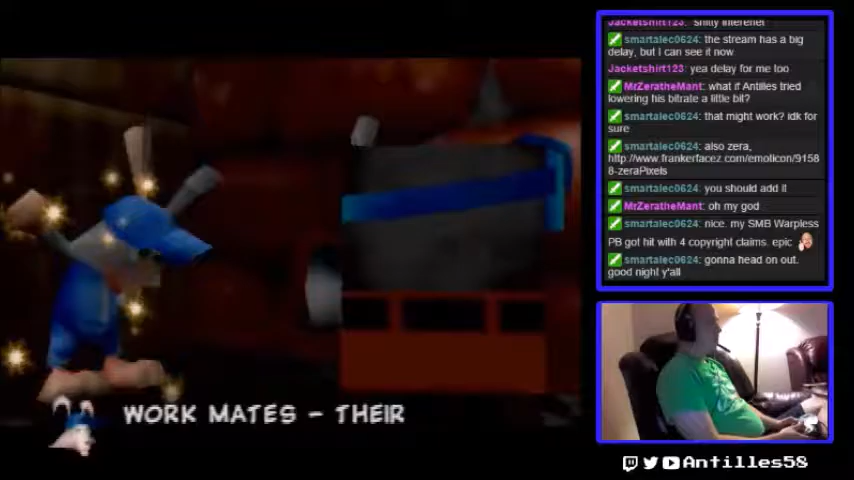 Jacketshirt123: shitty internet
smartalec0624: the stream has a big
delay, but I can see it now
Jacketshirt123: yea delay for me too
MrZeratheMant: what if Antilles tried
lowering his bitrate a little bit?
smartalec0624: that might work? idk for
sure
smartalec0624: also zera,
http://www.frankerfacez.com/emoticon/9158
8-zeraPixels
smartalec0624: you should add it
MrZeratheMant: oh my god
smartalec0624: nice. my SMB Warpless
PB got hit with 4 copyright claims. epic
smartalec0624: gonna head on out.
good night y'all
WORK MATES - THEIR
Antilles58